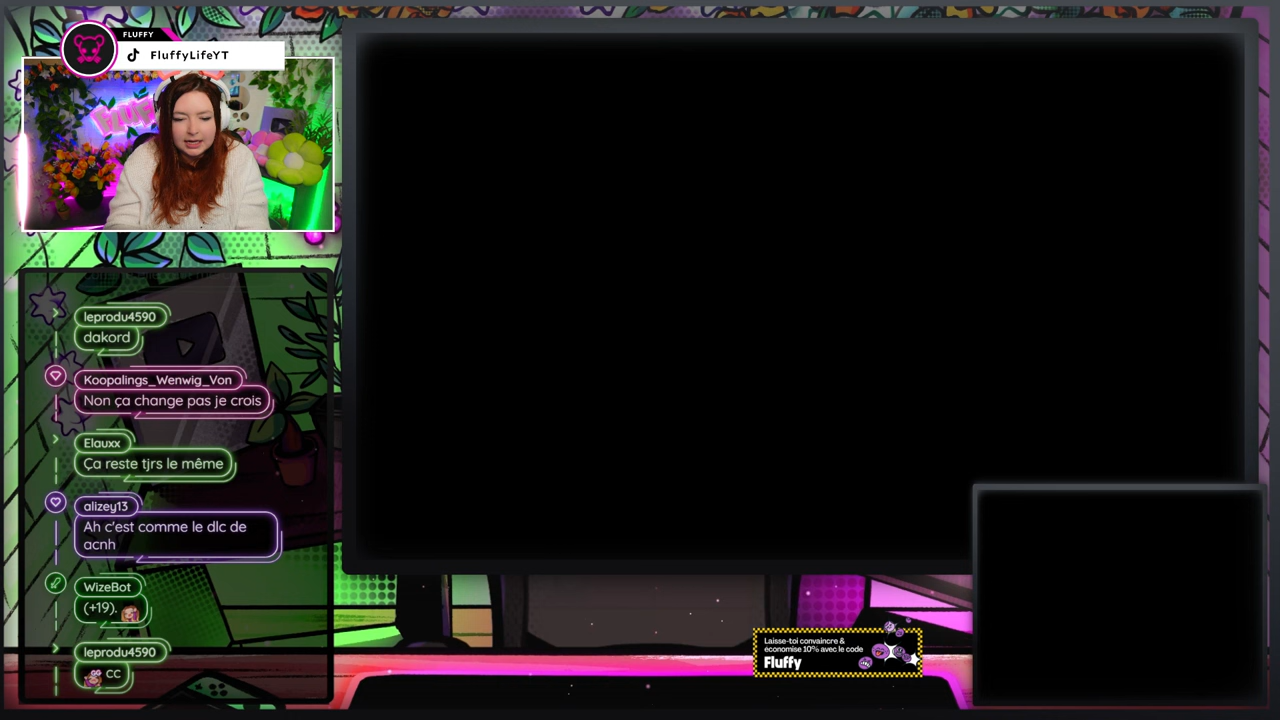 FLUFFY
FluffyLifeYT
leprodu4590
dakord
Koopalings_Wenwig_Von
Non ça change pas je crois
Elauxx
Ça reste tjrs le même
alizey13
Ah c'est comme le dlc de
acnh
WizeBot
(+19).
leprodu4590
CC
Laisse-toi convaincre &
économise 10% avec le code
Fluffy